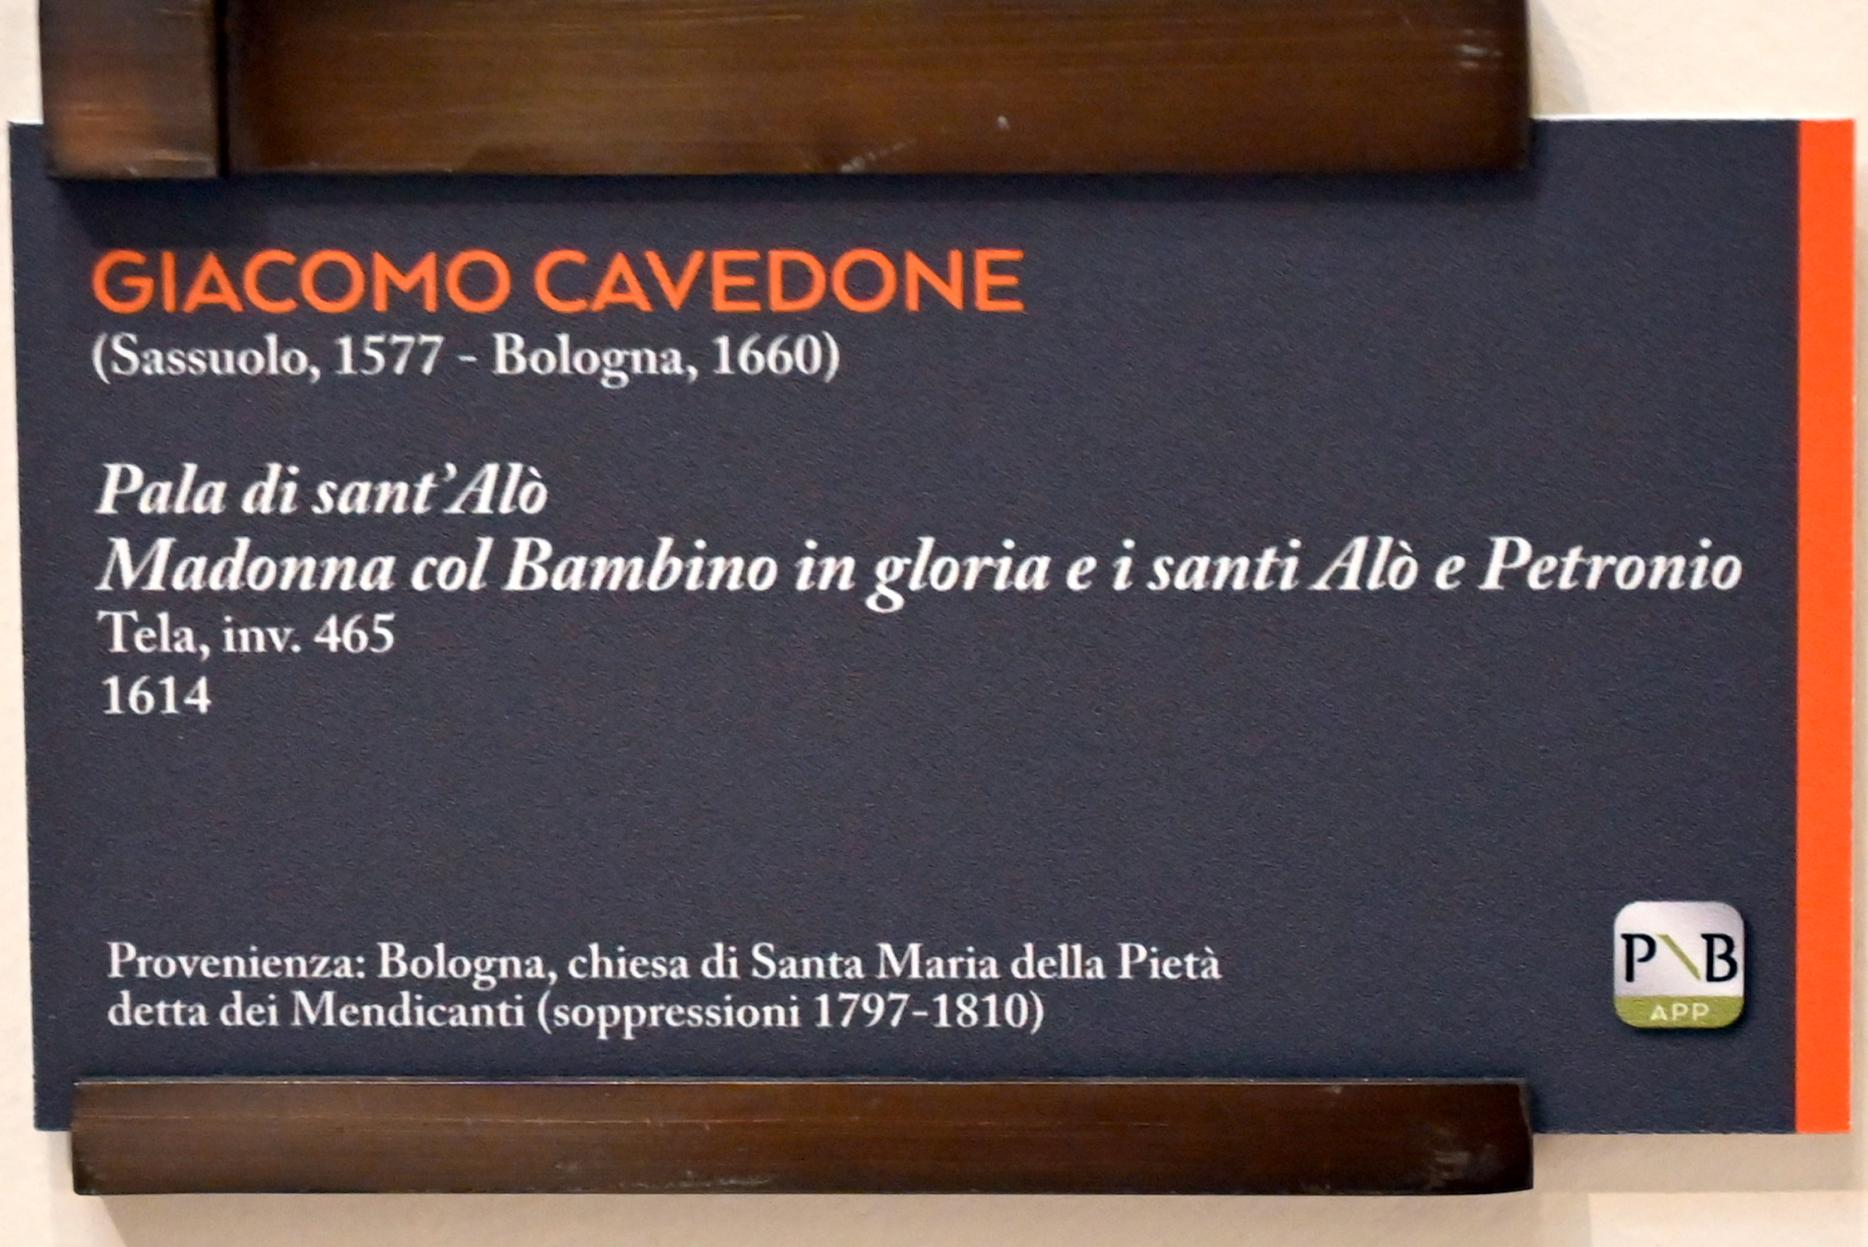 GIACOMO CAVEDONE
(Sassuolo, 1577 - Bologna, 1660)
Pala di sant'Alò
Madonna col Bambino in gloria e i santi Alò e Petronio
Tela, inv. 465
1614
Provenienza: Bologna, chiesa di Santa Maria della Pietà
detta dei Mendicanti (soppressioni 1797-1810)
P\B
APP